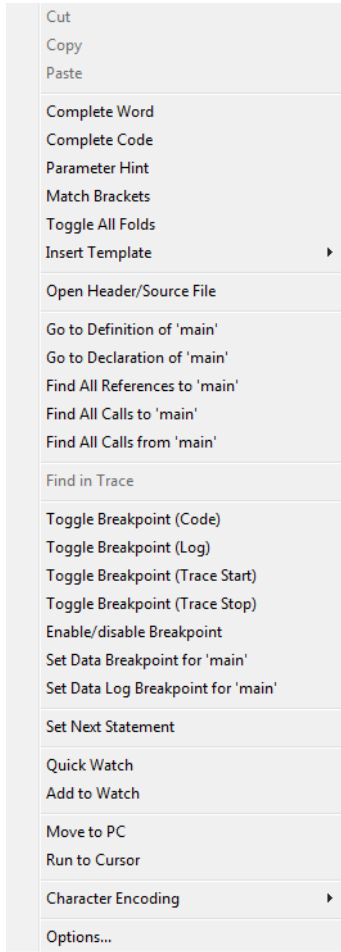 Cut
Copy
Paste
Complete Word
Complete Code
Parameter Hint
Match Brackets
Toggle All Folds
Insert Template
Open Header/Source File
Go to Definition of 'main'
Go to Declaration of 'main'
Find All References to 'main'
Find All Calls to 'main'
Find All Calls from 'main'
Find in Trace
Toggle Breakpoint (Code)
Toggle Breakpoint (Log)
Toggle Breakpoint (Trace Start)
Toggle Breakpoint (Trace Stop)
Enable/disable Breakpoint
Set Data Breakpoint for 'main'
Set Data Log Breakpoint for 'main'
Set Next Statement
Quick Watch
Add to Watch
Move to PC
Run to Cursor
Character Encoding
Options...